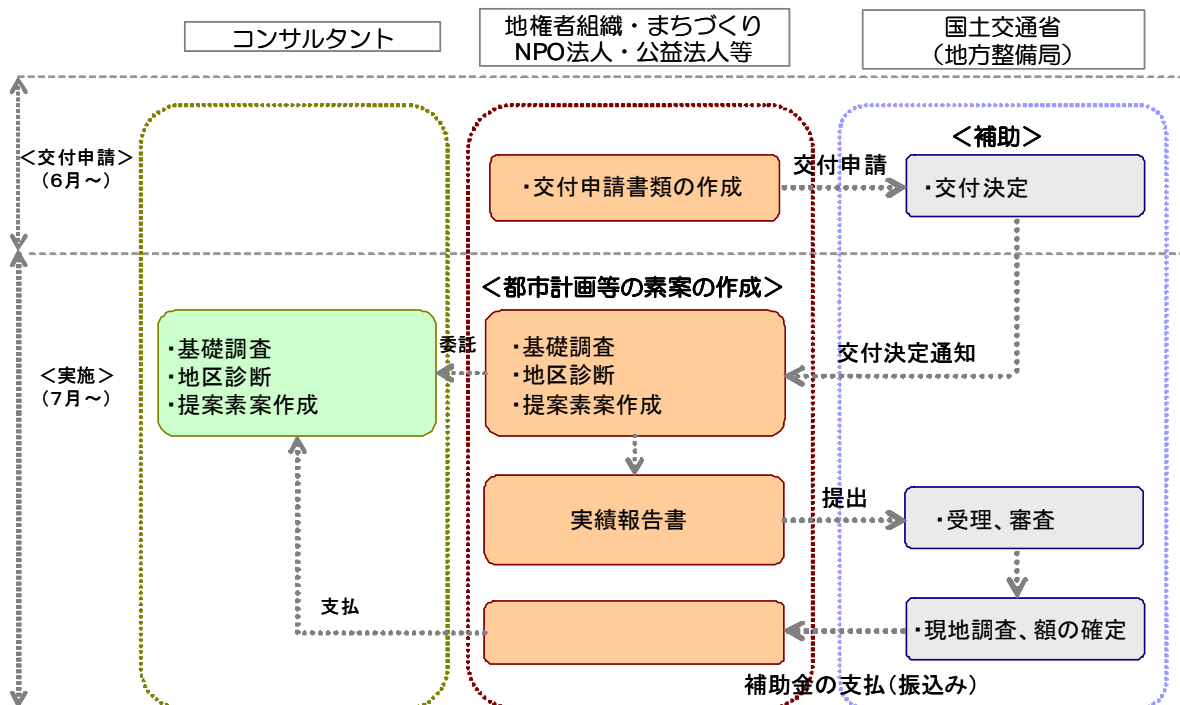 コンサルタント
地権者組織・まちづくり
NPO法人・公益法人等
国土交通省
（地方整備局）
＜交付申請＞
（６月～）
＜補助＞
・交付申請書類の作成
交付申請
・交付決定
＜都市計画等の素案の作成＞
＜実施＞
（７月～）
・基礎調査
・地区診断
・提案素案作成
委託
・基礎調査
・地区診断
・提案素案作成
交付決定通知
実績報告書
提出
・受理、審査
支払
・現地調査、額の確定
補助金の支払（振込み）